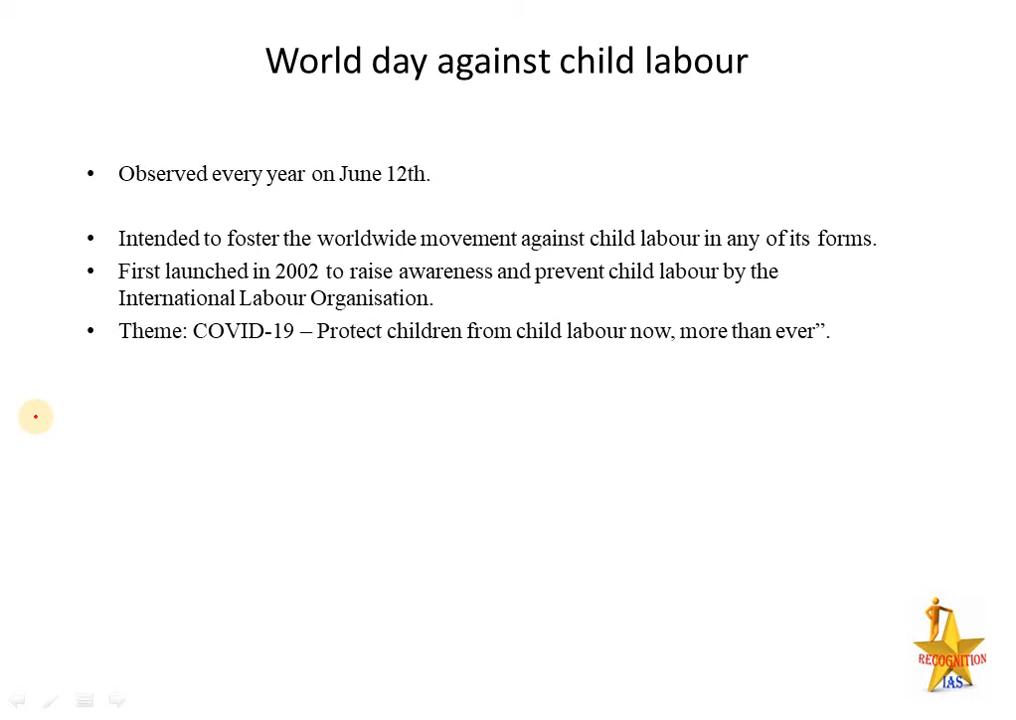 World day against child labour
• Observed every year on June 12th.
• Intended to foster the worldwide movement against child labour in any of its forms.
• First launched in 2002 to raise awareness and prevent child labour by the
International Labour Organisation.
• Theme: COVID-19 – Protect children from child labour now, more than ever”.
RECOGNITION
IAS